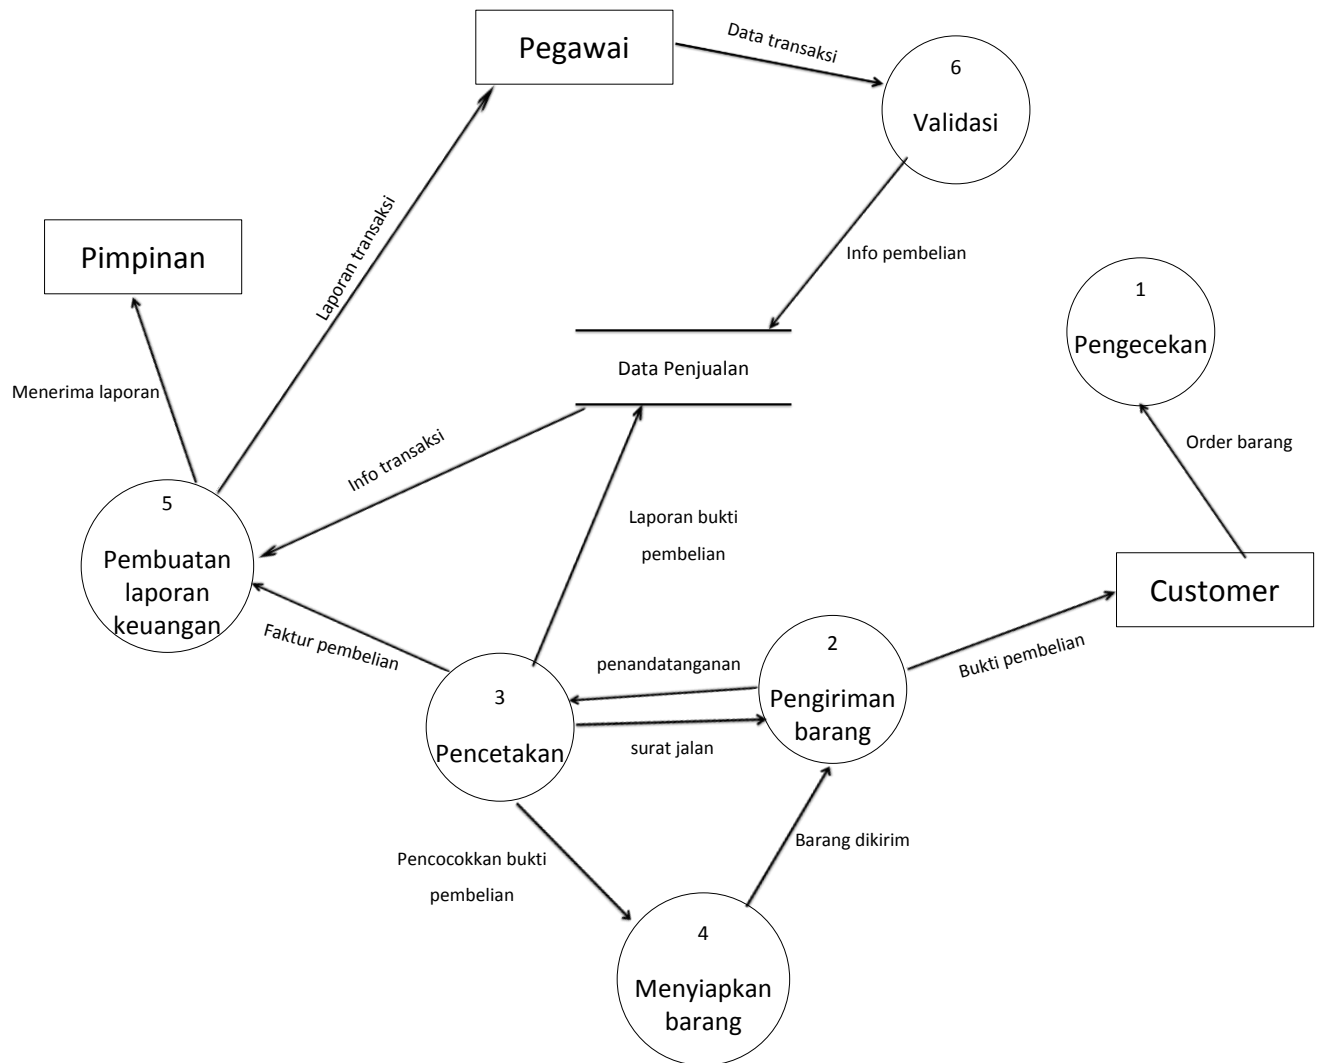 Pegawai
Data transaksi
6
Validasi
Laporan transaksi
Pimpinan
Info pembelian
1
Pengecekan
Data Penjualan
Menerima laporan
Order barang
Info transaksi
5
Pembuatan
laporan
keuangan
Laporan bukti
pembelian
Customer
Faktur pembelian
penandatanganan
2
Pengiriman
barang
Bukti pembelian
3
Pencetakan
surat jalan
Pencocokkan bukti
pembelian
Barang dikirim
4
Menyiapkan
barang